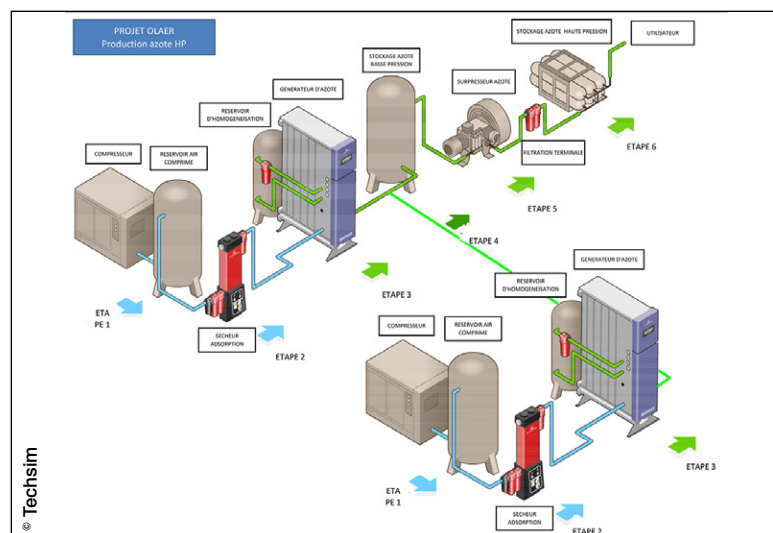 PROJET OLAER
Production azote HP
STOCKAGE AZOTE
BASSE PRESSION
STOCKAGE AZOTE HAUTE PRESSION
UTILISATEUR
GENERATEUR D'AZOTE
SURPRESSEUR AZOTE
RESERVOIR
D'HOMOGENEISATION
COMPRESSEUR
RESERVOIR AIR
COMPRIME
FILTRATION TERMINALE
ETAPE 6
ETAPE 5
ETAPE 4
ETAPE 3
ETA
PE 1
SECHEUR
ADSORPTION
ETAPE 2
GENERATEUR D'AZOTE
RESERVOIR
D'HOMOGENEISATION
COMPRESSEUR
RESERVOIR AIR
COMPRIME
ETAPE 3
ETA
PE 1
SECHEUR
ADSORPTION
ETAPE 2
© Techsim